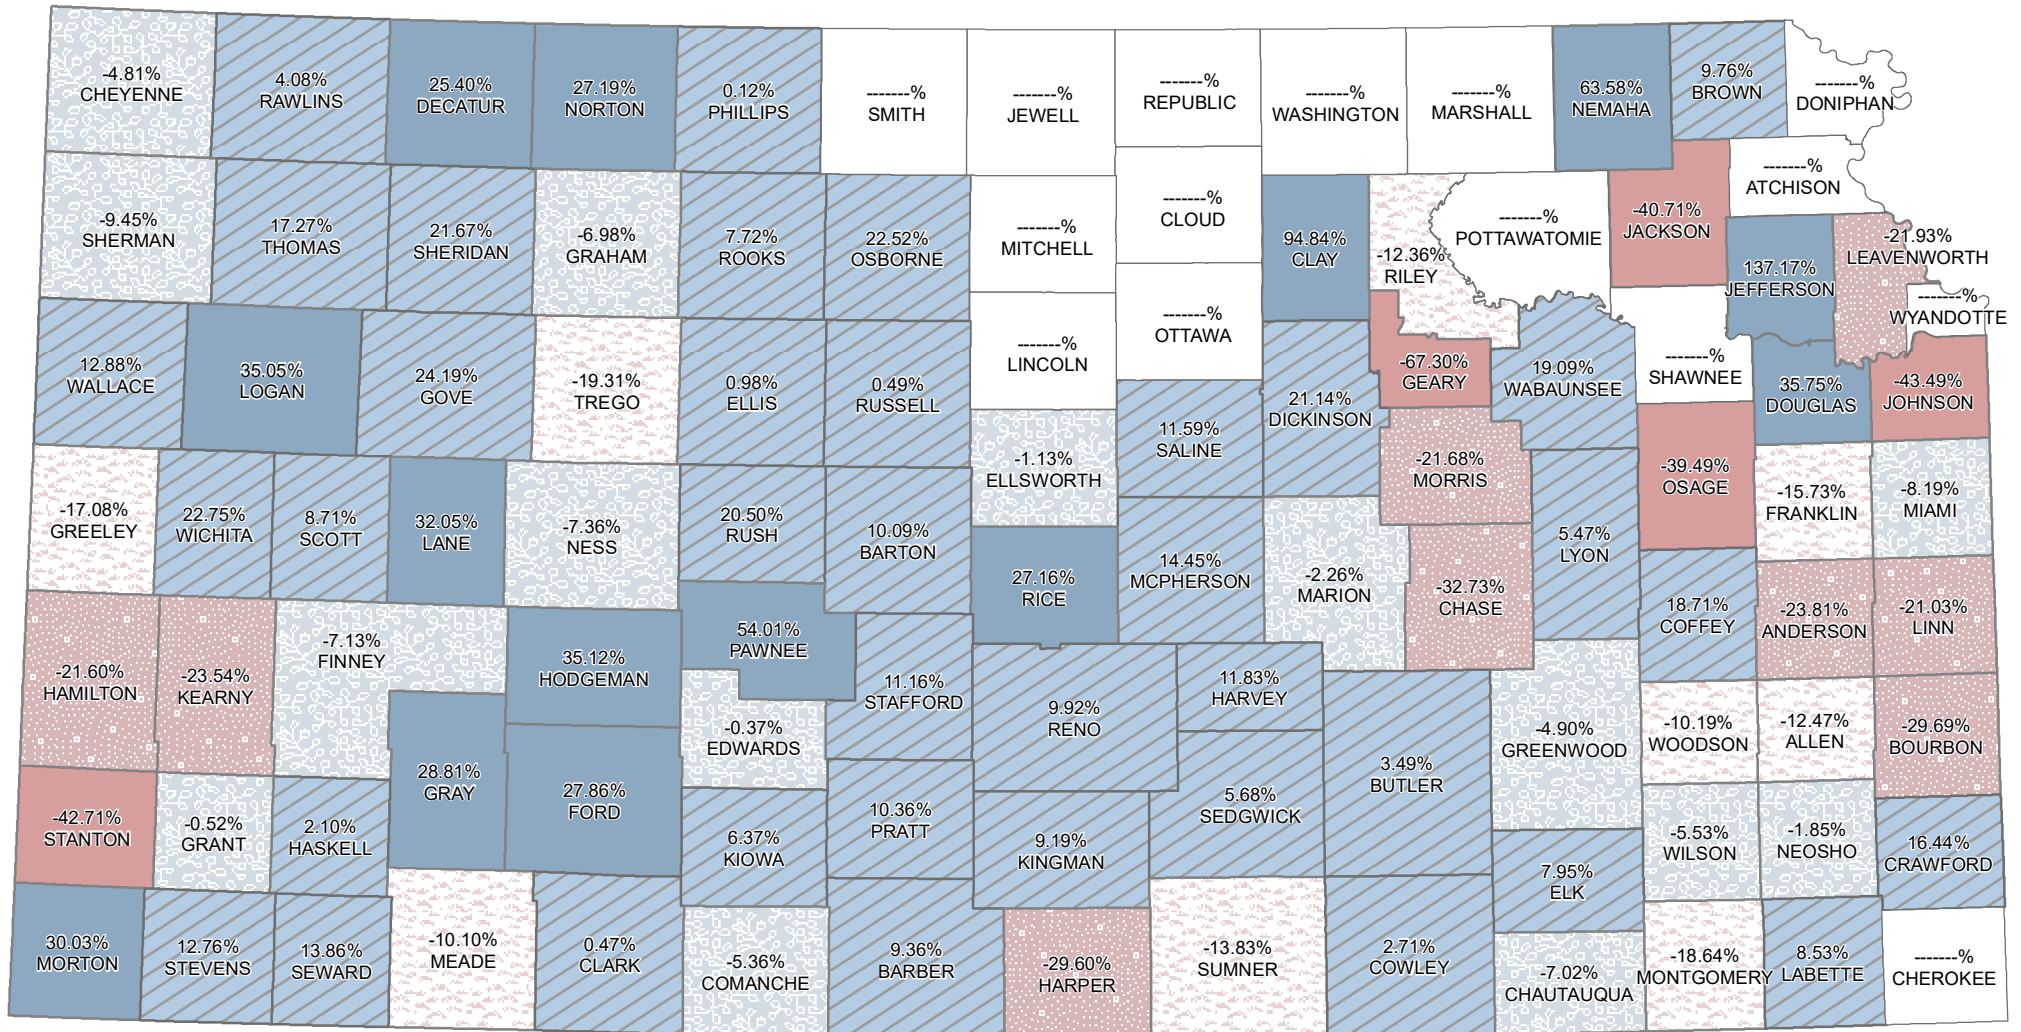 -4.81%
CHEYENNE
4.08%
RAWLINS
25.40%
DECATUR
27.19%
NORTON
0.12%
PHILLIPS
-------%
SMITH
-------%
JEWELL
-------%
REPUBLIC
-------%
WASHINGTON
-------%
MARSHALL
63.58%
NEMAHA
9.76%
BROWN
-------%
DONIPHAN
-------%
ATCHISON
-9.45%
SHERMAN
17.27%
THOMAS
21.67%
SHERIDAN
-6.98%
GRAHAM
7.72%
ROOKS
22.52%
OSBORNE
-------%
MITCHELL
-------%
CLOUD
94.84%
CLAY
-12.36%
RILEY
-------%
POTTAWATOMIE
-40.71%
JACKSON
137.17%
JEFFERSON
-21.93%
LEAVENWORTH
-------%
WYANDOTTE
12.88%
WALLACE
35.05%
LOGAN
24.19%
GOVE
-19.31%
TREGO
0.98%
ELLIS
0.49%
RUSSELL
-------%
LINCOLN
-------%
OTTAWA
21.14%
DICKINSON
-67.30%
GEARY
19.09%
WABAUNSEE
-------%
SHAWNEE
35.75%
DOUGLAS
-43.49%
JOHNSON
-17.08%
GREELEY
22.75%
WICHITA
8.71%
SCOTT
32.05%
LANE
-7.36%
NESS
20.50%
RUSH
10.09%
BARTON
-1.13%
ELLSWORTH
11.59%
SALINE
-21.68%
MORRIS
5.47%
LYON
-39.49%
OSAGE
-15.73%
FRANKLIN
-8.19%
MIAMI
27.16%
RICE
14.45%
MCPHERSON
-2.26%
MARION
-32.73%
CHASE
18.71%
COFFEY
-23.81%
ANDERSON
-21.03%
LINN
-21.60%
HAMILTON
-23.54%
KEARNY
-7.13%
FINNEY
35.12%
HODGEMAN
54.01%
PAWNEE
11.16%
STAFFORD
9.92%
RENO
11.83%
HARVEY
-0.37%
EDWARDS
28.81%
GRAY
27.86%
FORD
3.49%
BUTLER
-4.90%
GREENWOOD
-10.19%
WOODSON
-12.47%
ALLEN
-29.69%
BOURBON
-42.71%
STANTON
-0.52%
GRANT
2.10%
HASKELL
6.37%
KIOWA
10.36%
PRATT
9.19%
KINGMAN
5.68%
SEDGWICK
7.95%
ELK
-5.53%
WILSON
-1.85%
NEOSHO
16.44%
CRAWFORD
30.03%
MORTON
12.76%
STEVENS
13.86%
SEWARD
-10.10%
MEADE
0.47%
CLARK
-5.36%
COMANCHE
9.36%
BARBER
-29.60%
HARPER
-13.83%
SUMNER
2.71%
COWLEY
-7.02%
CHAUTAUQUA
-18.64%
MONTGOMERY
8.53%
LABETTE
-------%
CHEROKEE